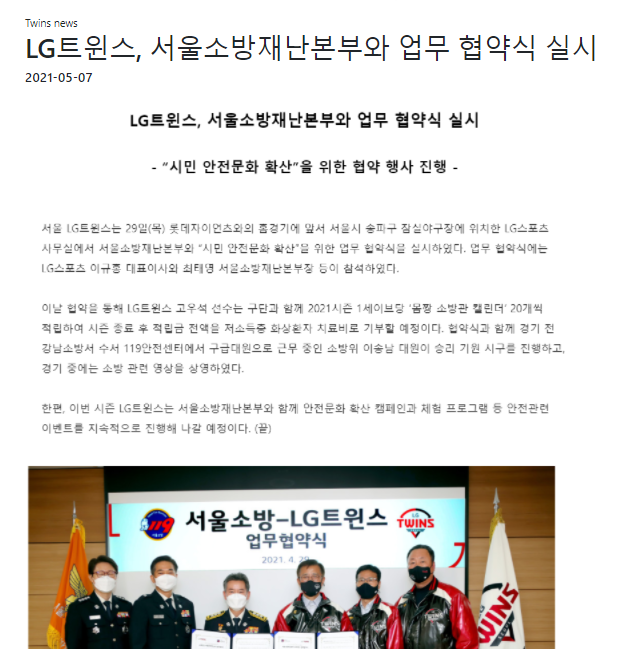 Twins news
LG트윈스, 서울소방재난본부와 업무 협약식 실시
2021-05-07
LG트윈스, 서울소방재난본부와 업무 협약식 실시
- “시민 안전문화 확산”을 위한 협약 행사 진행 -
서울 LG트윈스는 29일(목) 롯데자이언츠와의 홈경기에 앞서 서울시 송파구 잠실야구장에 위치한 LG스포츠
사무실에서 서울소방재난본부와 “시민 안전문화 확산”을 위한 업무 협약식을 실시하였다. 업무 협약식에는
LG스포츠 이규홍 대표이사와 최태영 서울소방재난본부장 등이 참석하였다.
이날 협약을 통해 LG트윈스 고우석 선수는 구단과 함께 2021시즌 1세이브당 ‘몸짱 소방관 캘린더’ 20개씩
적립하여 시즌 종료 후 적립금 전액을 저소득층 화상환자 치료비로 기부할 예정이다. 협약식과 함께 경기 전
강남소방서 수서 119안전센터에서 구급대원으로 근무 중인 소방위 이송남 대원이 승리 기원 시구를 진행하고,
경기 중에는 소방 관련 영상을 상영하였다.
한편, 이번 시즌 LG트윈스는 서울소방재난본부와 함께 안전문화 확산 캠페인과 체험 프로그램 등 안전관련
이벤트를 지속적으로 진행해 나갈 예정이다. (끝)
119
서울소방-LG트윈스
LG
TWINS
업무협약식
2021. 4. 29
TWINS